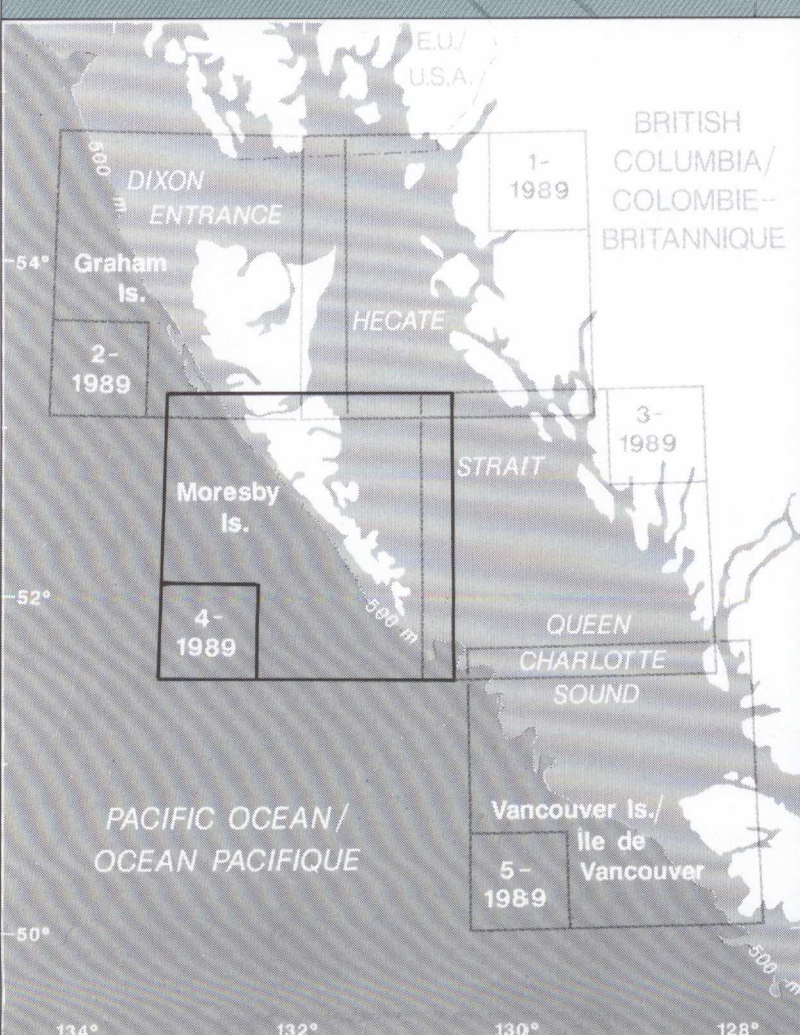 E.U./
U.S.A.
BRITISH
COLUMBIA/
COLOMBIE-
BRITANNIQUE
500 m
DIXON
ENTRANCE
1-
1989
54°
Graham
Is.
HECATE
2-
1989
3-
1989
STRAIT
Moresby
Is.
52°
4-
1989
500 m
QUEEN
CHARLOTTE
SOUND
PACIFIC OCEAN/
OCEAN PACIFIQUE
Vancouver Is./
Île de
Vancouver
5-
1989
50°
500 m
134°
132°
130°
128°